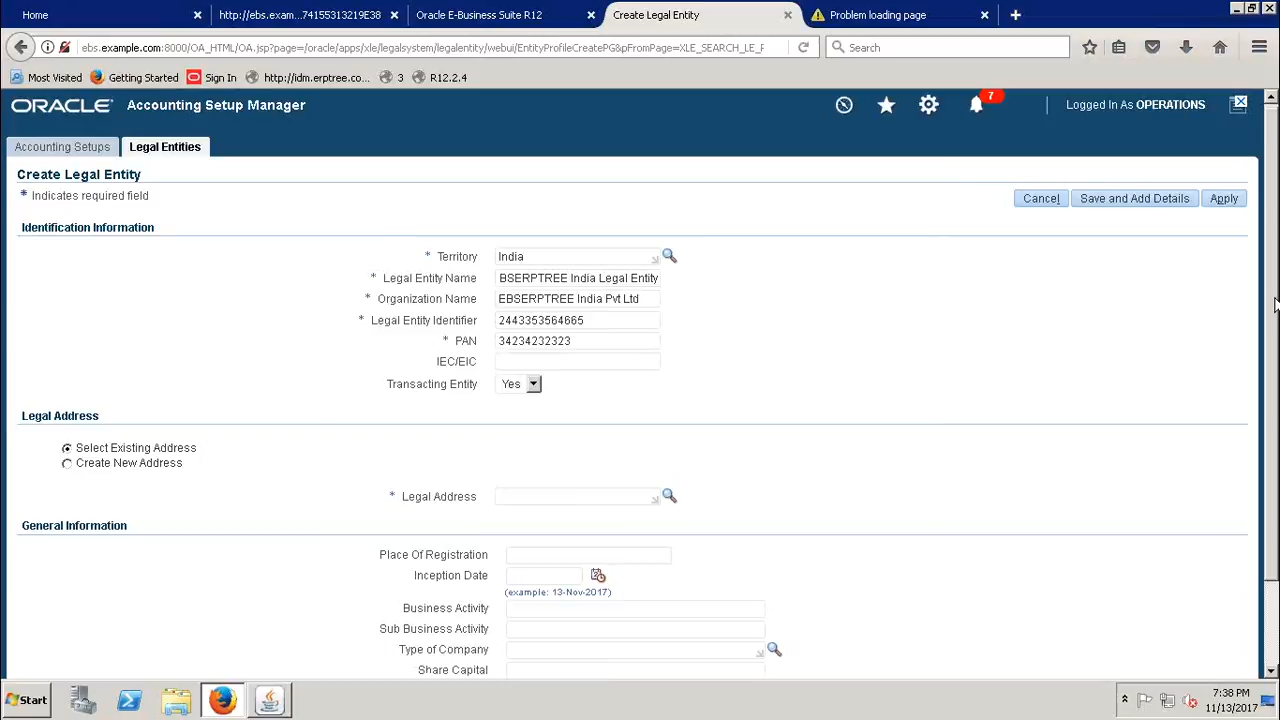 Home
http://ebs.exam...74155313219E38
Oracle E-Business Suite R12
Create Legal Entity
Problem loading page
ebs.example.com:8000/OA_HTML/OA.jsp?page=/oracle/apps/xle/legalsystem/legalentity/webui/EntityProfileCreatePG&pFromPage=XLE_SEARCH_LE_F
Search
Most Visited
Getting Started
Sign In
http://idm.erptree.co...
3
R12.2.4
ORACLE
Accounting Setup Manager
7
Logged In As OPERATIONS
Accounting Setups
Legal Entities
Create Legal Entity
* Indicates required field
Cancel
Save and Add Details
Apply
Identification Information
* Territory India
* Legal Entity Name BSERPTREE India Legal Entity
* Organization Name EBSERPTREE India Pvt Ltd
* Legal Entity Identifier 2443353564665
* PAN 34234232323
IEC/EIC
Transacting Entity Yes
Legal Address
Select Existing Address
Create New Address
* Legal Address
General Information
Place Of Registration
Inception Date
(example: 13-Nov-2017)
Business Activity
Sub Business Activity
Type of Company
Share Capital
Start
7:38 PM
11/13/2017